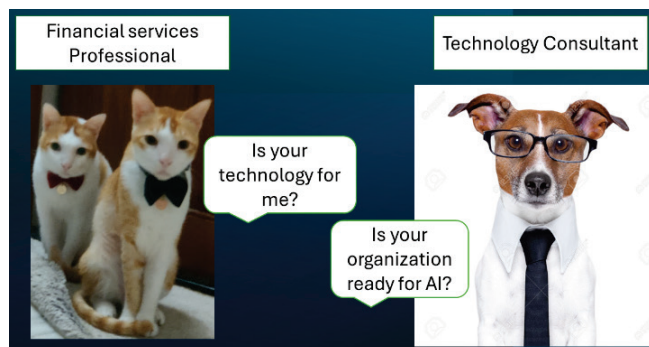 Financial services
Professional
Technology Consultant
Is your
technology for
me?
Is your
organization
ready for AI?